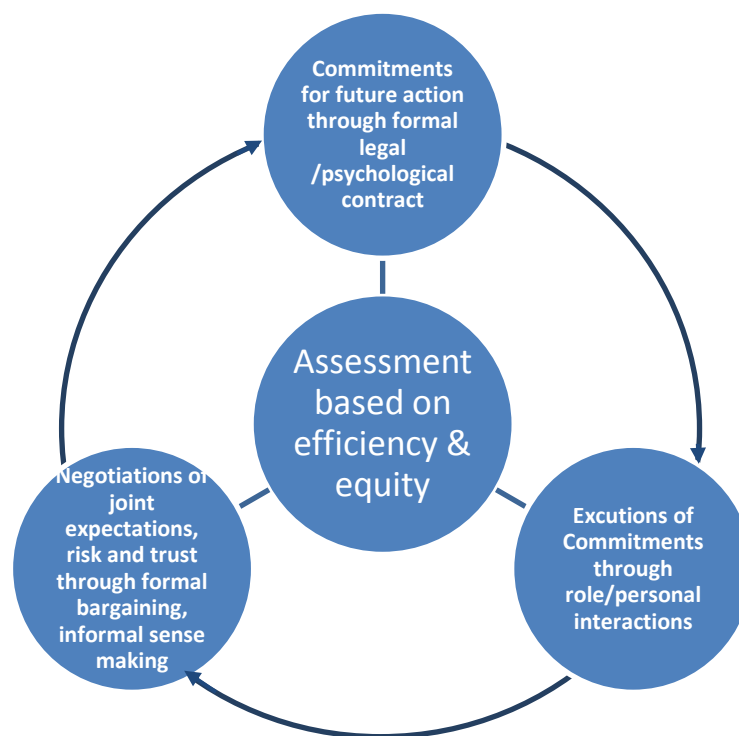 Commitments
for future action
through formal
legal
/psychological
contract
Assessment
based on
efficiency &
equity
Negotiations of
joint
expectations,
risk and trust
through formal
bargaining,
informal sense
making
Excutions of
Commitments
through
role/personal
interactions